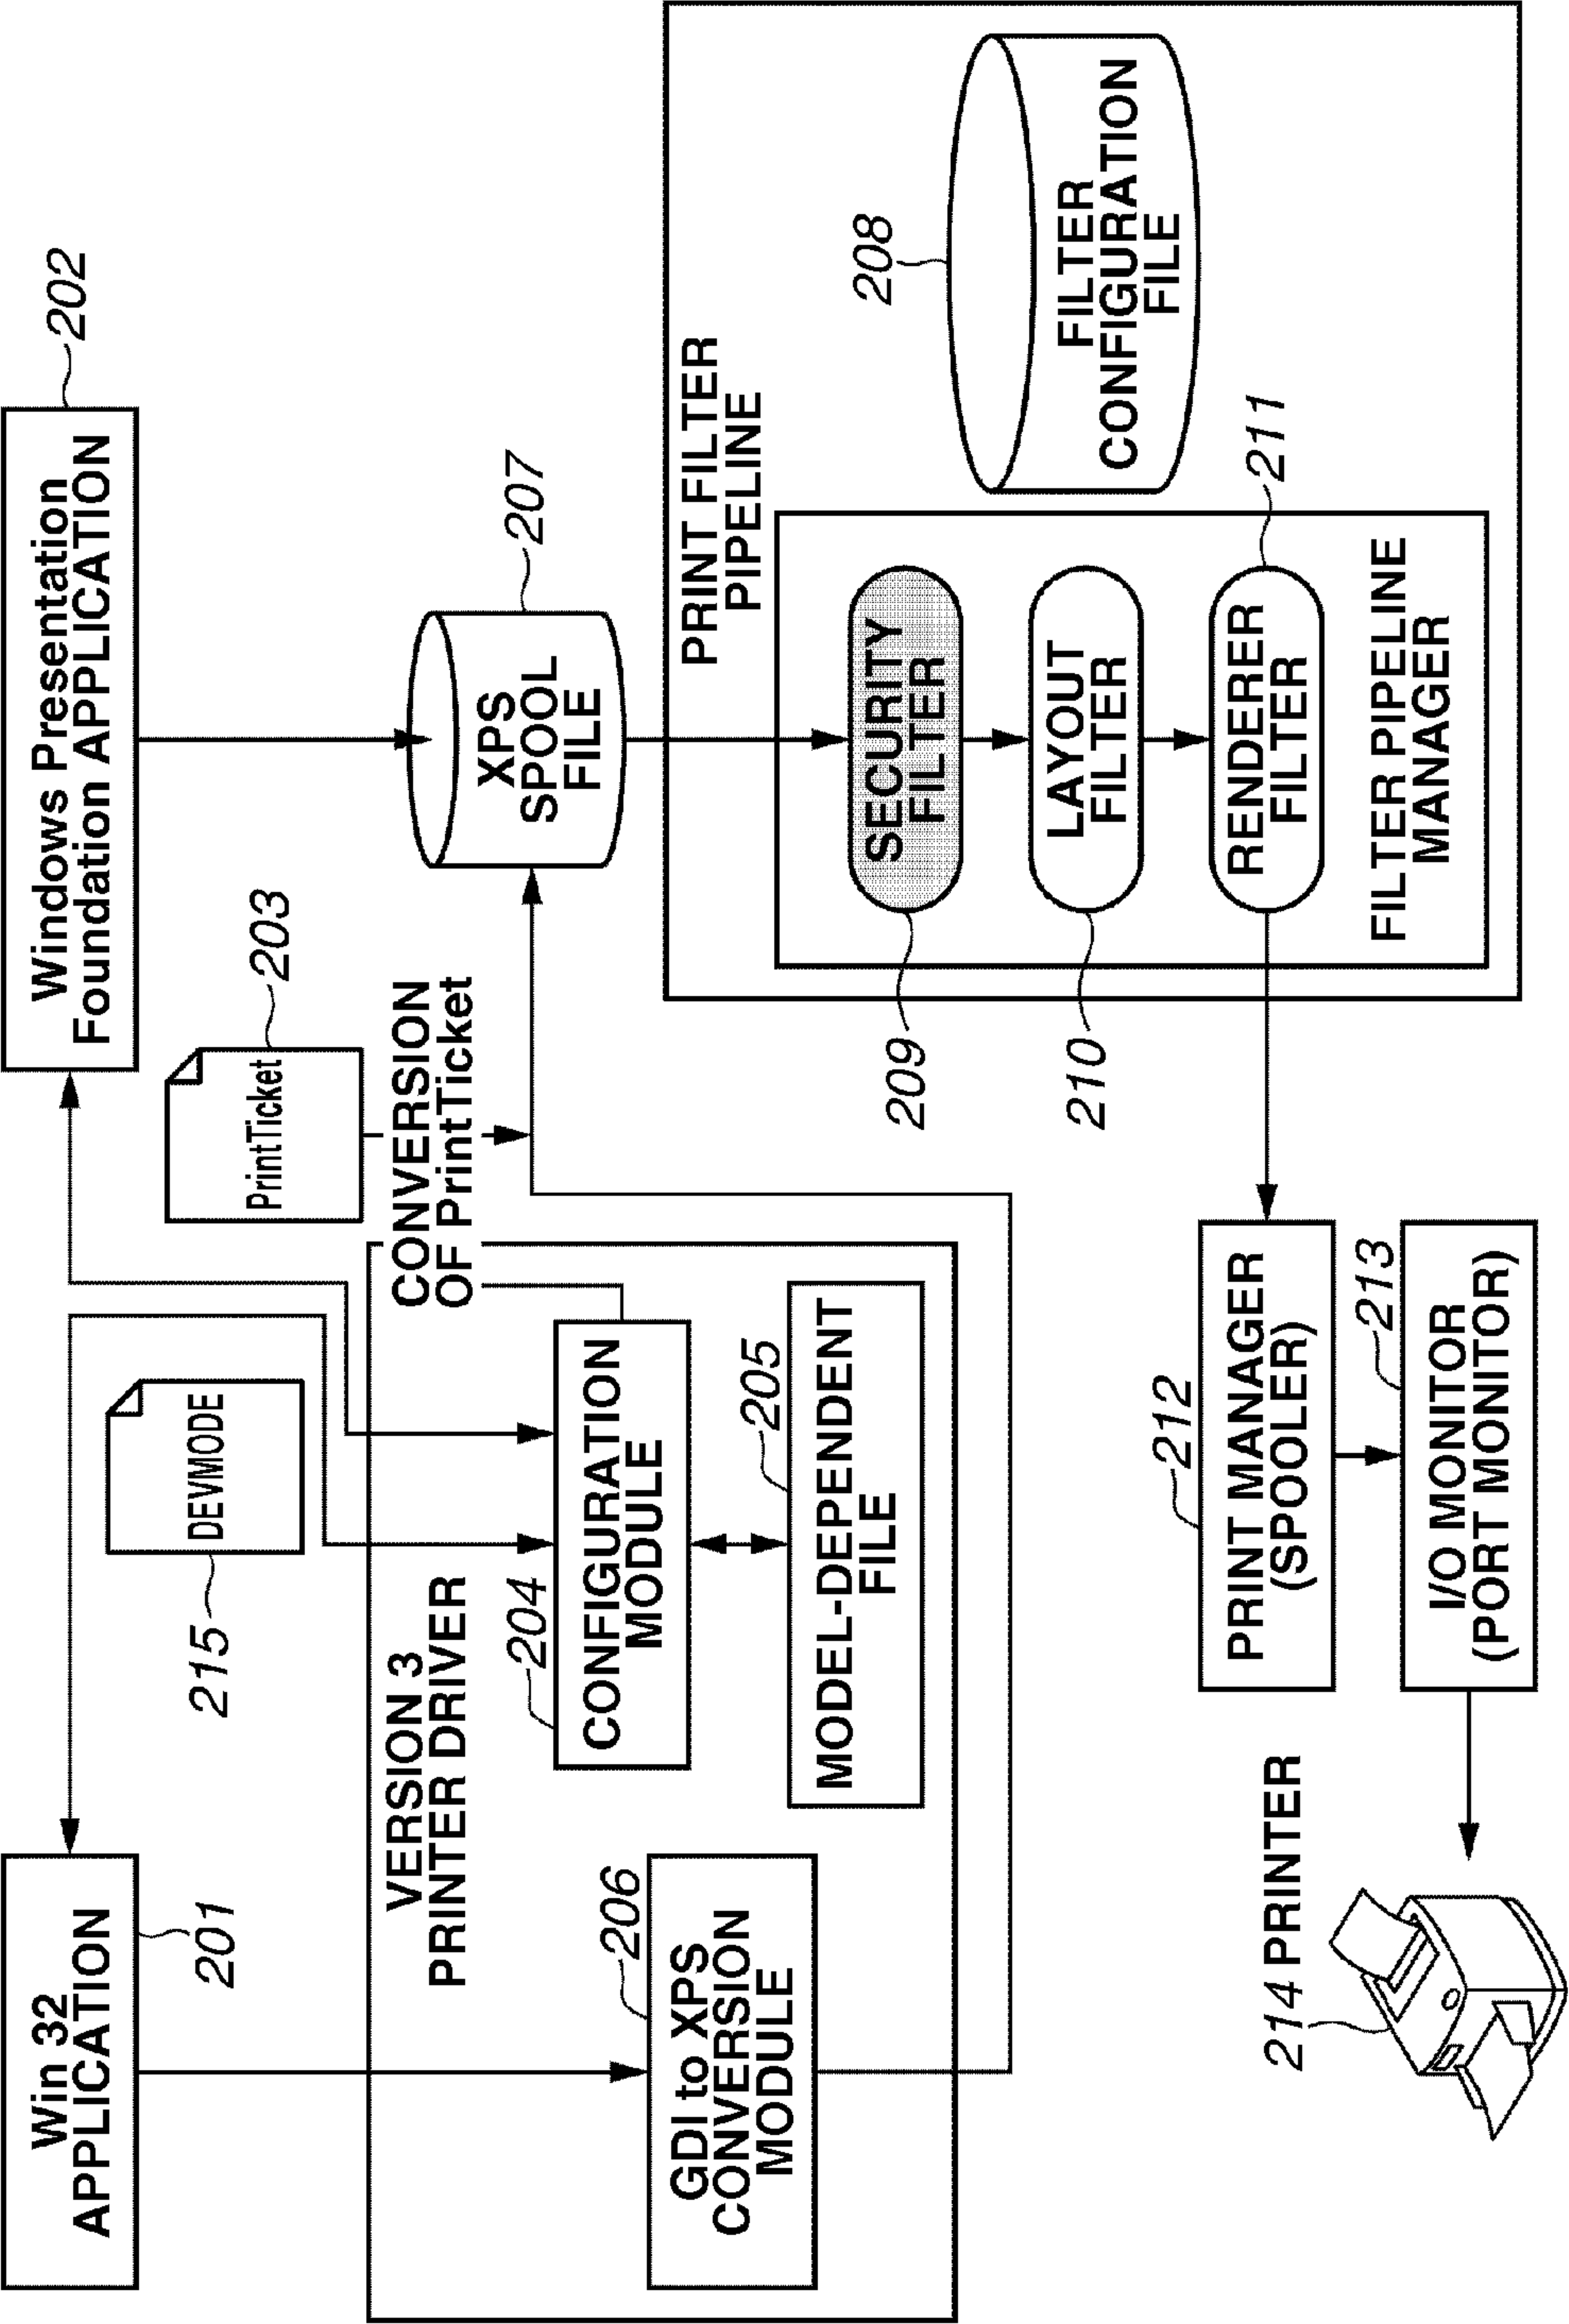 Win 32
APPLICATION
201
Windows Presentation
Foundation APPLICATION
202
215
DEVMODE
PrintTicket
203
VERSION 3
PRINTER DRIVER
CONVERSION
OF PrintTicket
206
GDI to XPS
CONVERSION
MODULE
204
CONFIGURATION
MODULE
205
MODEL-DEPENDENT
FILE
XPS
SPOOL
FILE
207
PRINT FILTER
PIPELINE
209
SECURITY
FILTER
210
LAYOUT
FILTER
RENDERER
FILTER
211
FILTER PIPELINE
MANAGER
208
FILTER
CONFIGURATION
FILE
212
PRINT MANAGER
(SPOOLER)
213
I/O MONITOR
(PORT MONITOR)
214 PRINTER